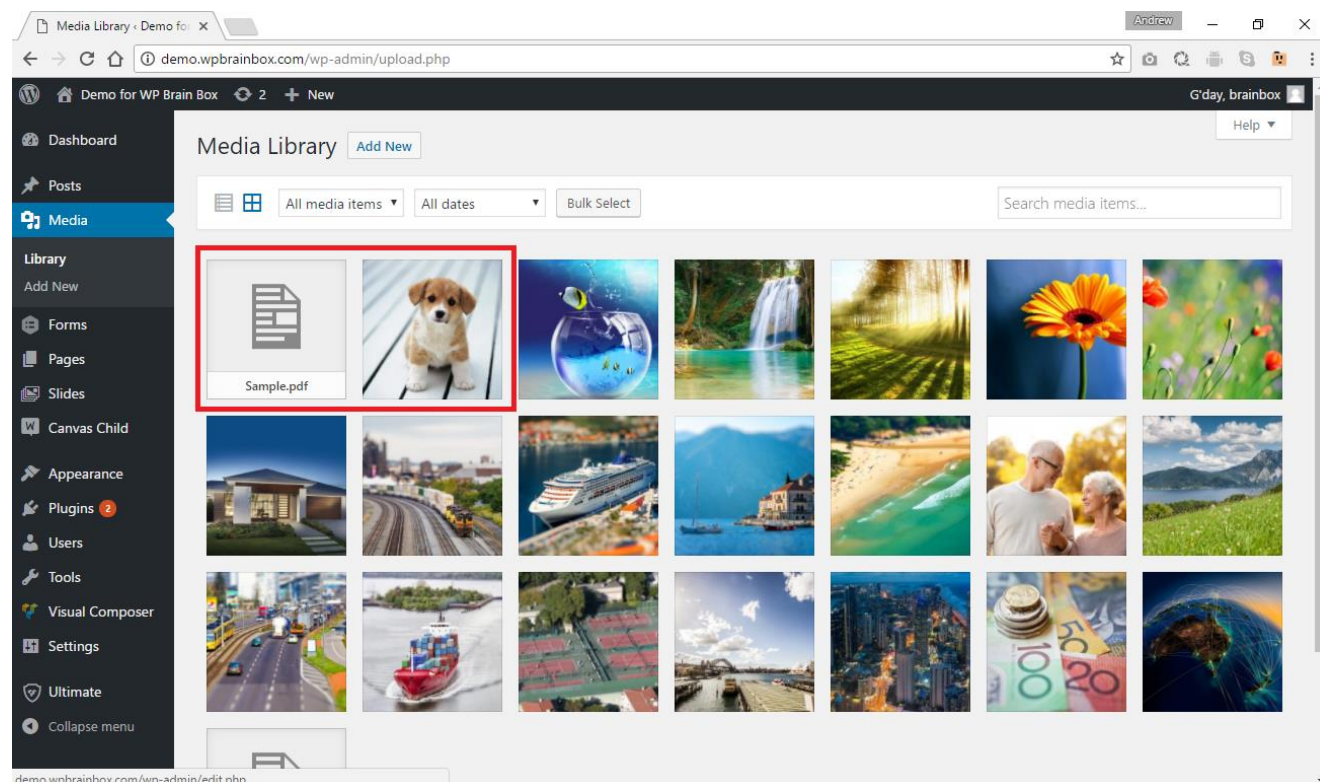 Media Library ‹ Demo fo
Andrew
demo.wpbrainbox.com/wp-admin/upload.php
Demo for WP Brain Box 2 + New
G'day, brainbox
Help ▼
Dashboard
Posts
Media
Library
Add New
Forms
Pages
Slides
Canvas Child
Appearance
Plugins 2
Users
Tools
Visual Composer
Settings
Ultimate
Collapse menu
Media Library Add New
All media items ▼ All dates ▼ Bulk Select
Search media items...
Sample.pdf
50
100
20
demo.wpbrainbox.com/wp-admin/edit.php